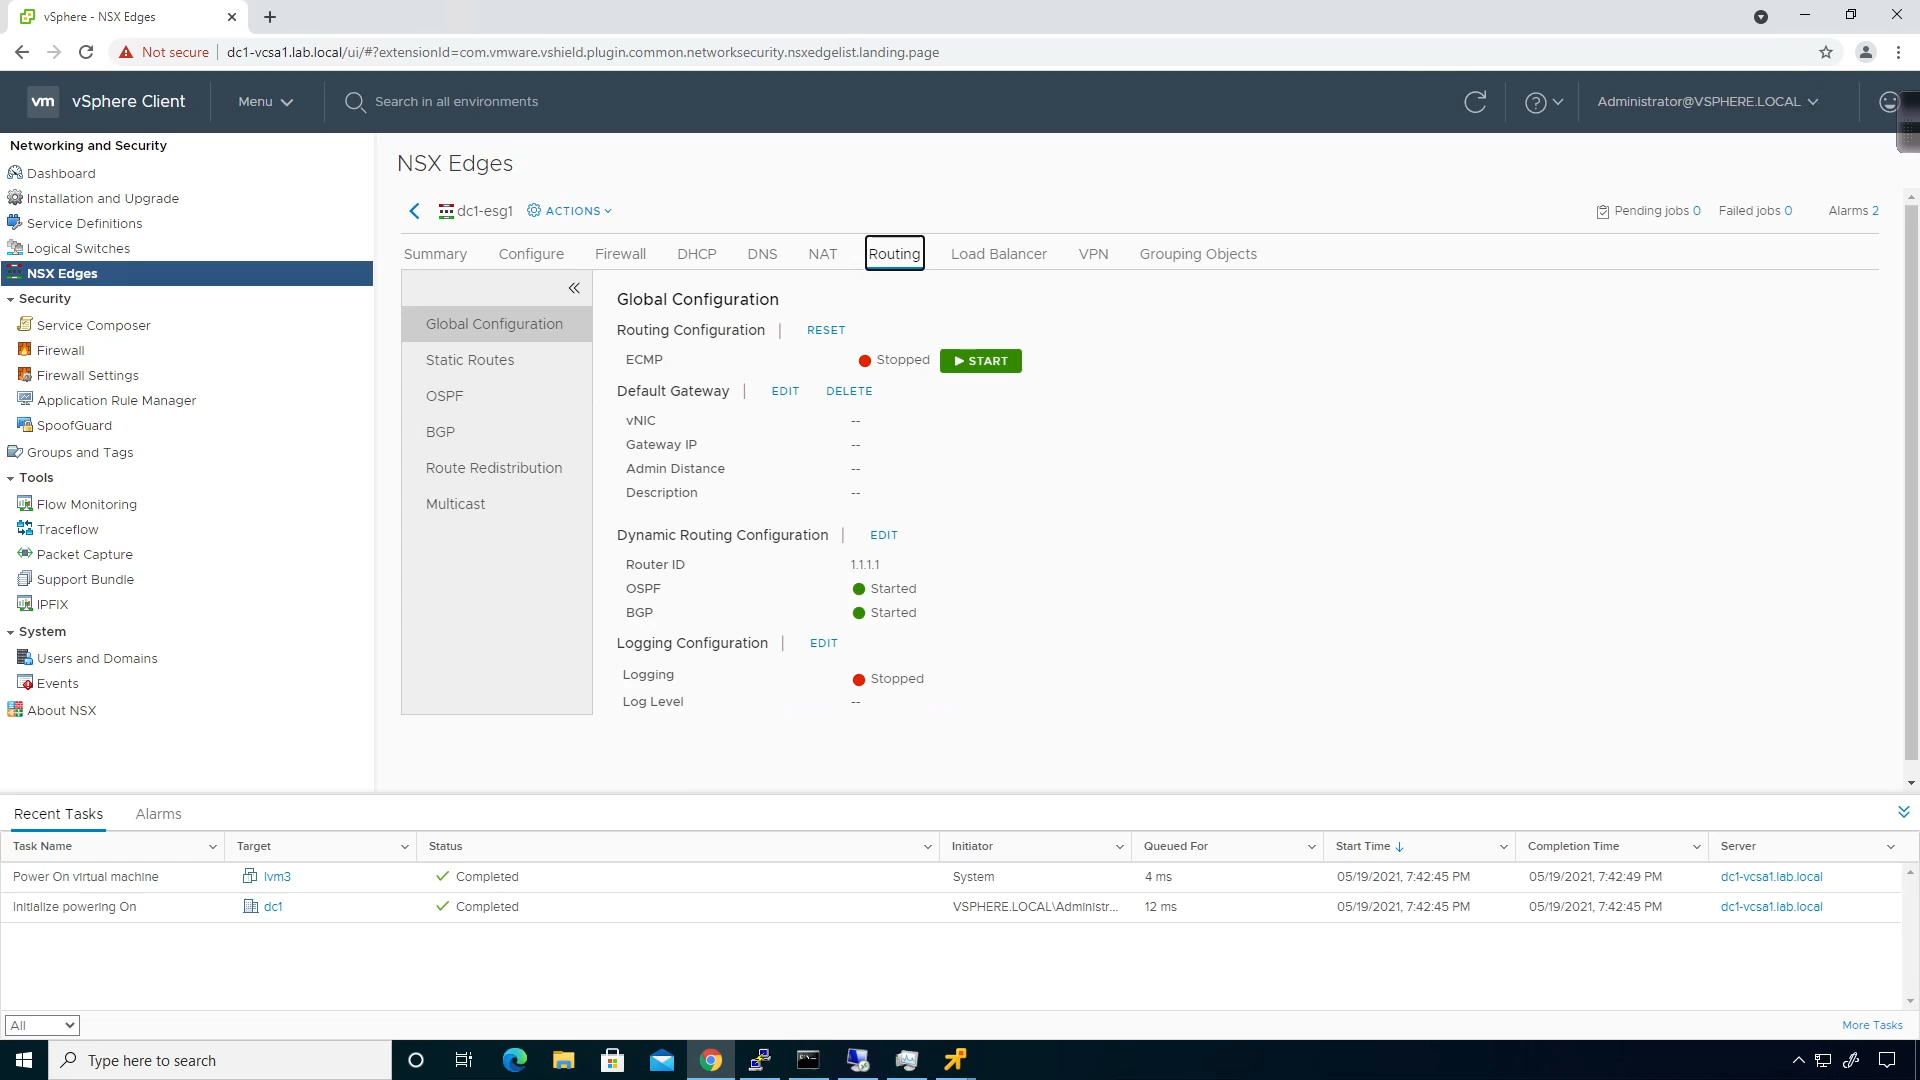 vSphere - NSX Edges
Not secure | dc1-vcsa1.lab.local/ui/#?extensionId=com.vmware.vshield.plugin.common.networksecurity.nsxedgelist.landing.page
vm vSphere Client Menu Search in all environments Administrator@VSPHERE.LOCAL
Networking and Security
Dashboard
Installation and Upgrade
Service Definitions
Logical Switches
NSX Edges
Security
Service Composer
Firewall
Firewall Settings
Application Rule Manager
SpoofGuard
Groups and Tags
Tools
Flow Monitoring
Traceflow
Packet Capture
Support Bundle
IPFIX
System
Users and Domains
Events
About NSX
NSX Edges
dc1-esg1 ACTIONS Pending jobs 0 Failed jobs 0 Alarms 2
Summary Configure Firewall DHCP DNS NAT Routing Load Balancer VPN Grouping Objects
Global Configuration
Static Routes
OSPF
BGP
Route Redistribution
Multicast
Global Configuration
Routing Configuration | RESET
ECMP Stopped START
Default Gateway | EDIT DELETE
vNIC --
Gateway IP --
Admin Distance --
Description --
Dynamic Routing Configuration | EDIT
Router ID 1.1.1.1
OSPF Started
BGP Started
Logging Configuration | EDIT
Logging Stopped
Log Level --
Recent Tasks Alarms
Task Name Target Status Initiator Queued For Start Time Completion Time Server
Power On virtual machine lvm3 Completed System 4 ms 05/19/2021, 7:42:45 PM 05/19/2021, 7:42:49 PM dc1-vcsa1.lab.local
Initialize powering On dc1 Completed VSPHERE.LOCAL\Administr... 12 ms 05/19/2021, 7:42:45 PM 05/19/2021, 7:42:45 PM dc1-vcsa1.lab.local
All More Tasks
Type here to search